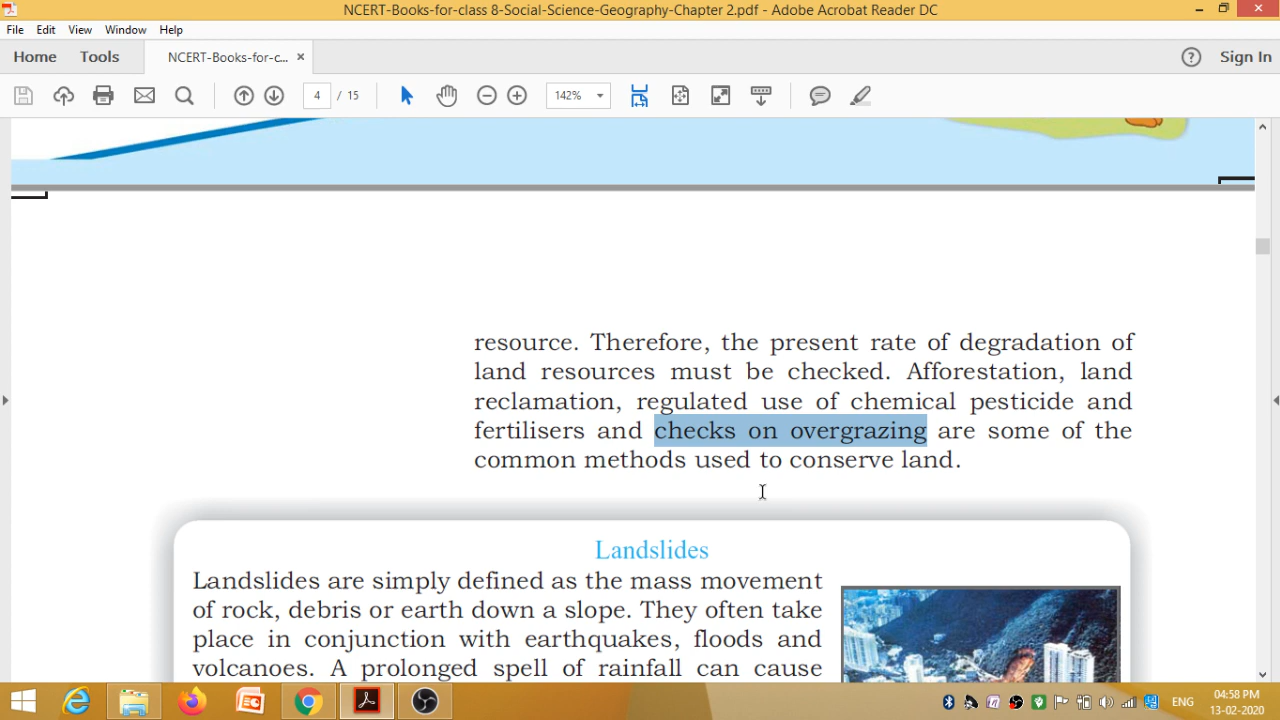 NCERT-Books-for-class 8-Social-Science-Geography-Chapter 2.pdf - Adobe Acrobat Reader DC
File Edit View Window Help
Home Tools NCERT-Books-for-c... Sign In
4 / 15 142%
resource. Therefore, the present rate of degradation of
land resources must be checked. Afforestation, land
reclamation, regulated use of chemical pesticide and
fertilisers and checks on overgrazing are some of the
common methods used to conserve land.
Landslides
Landslides are simply defined as the mass movement
of rock, debris or earth down a slope. They often take
place in conjunction with earthquakes, floods and
volcanoes. A prolonged spell of rainfall can cause
ENG
04:58 PM
13-02-2020